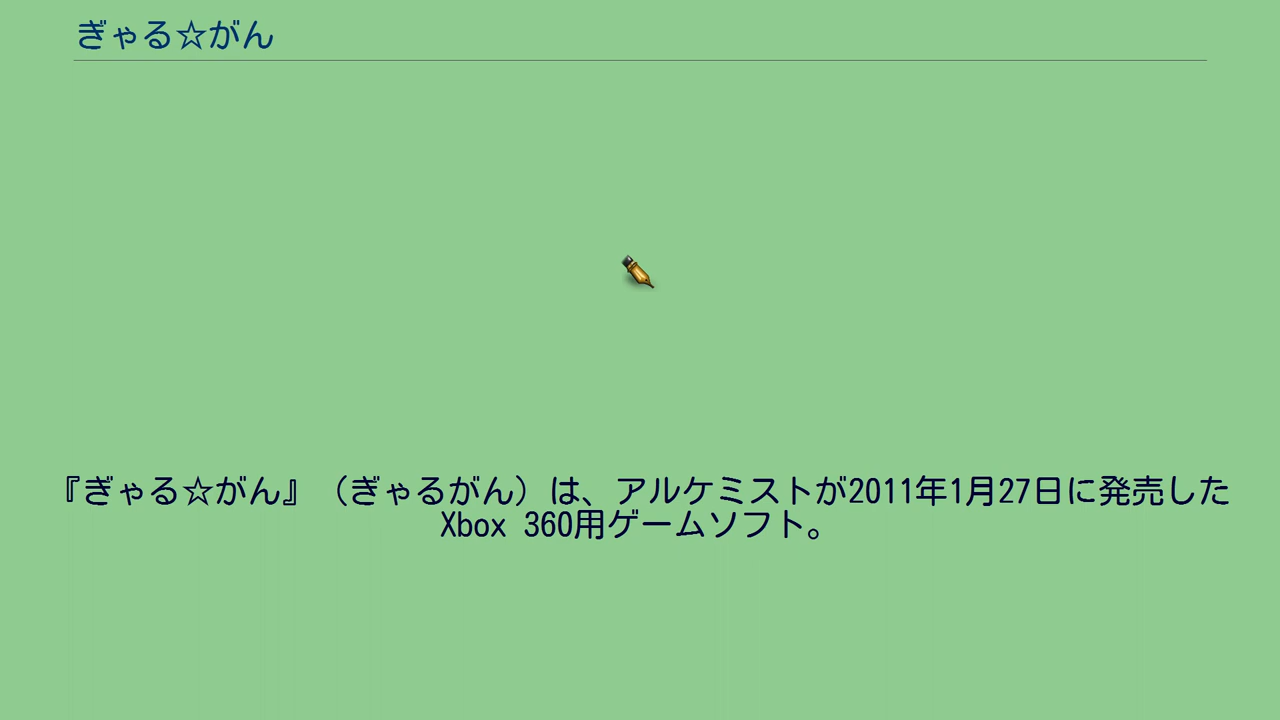 ぎゃる☆がん
『ぎゃる☆がん』（ぎゃるがん）は、アルケミストが2011年1月27日に発売した
Xbox 360用ゲームソフト。